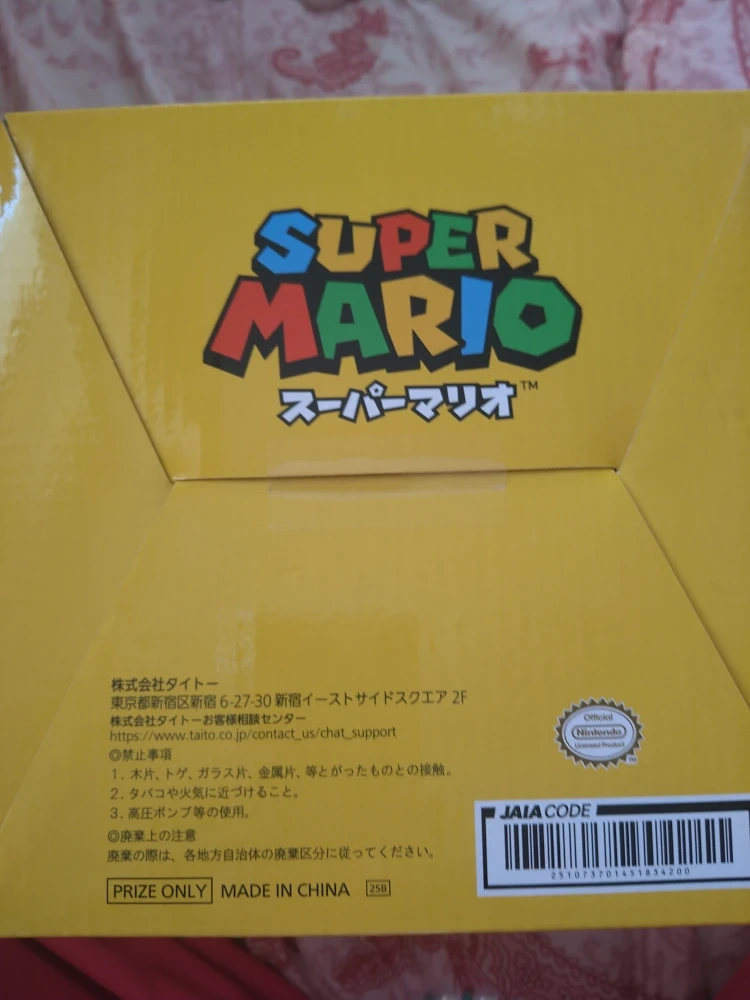 SUPER
MARIO
スーパーマリオ™
株式会社タイトー
東京都新宿区新宿 6-27-30 新宿イーストサイドスクエア 2F
株式会社タイトーお客様相談センター
https://www.taito.co.jp/contact_us/chat_support
◎禁止事項
1. 木片、トゲ、ガラス片、金属片、等とがったものとの接触。
2. タバコや火気に近づけること。
3. 高圧ポンプ等の使用。
◎廃棄上の注意
廃棄の際は、各地方自治体の廃棄区分に従ってください。
PRIZE ONLY MADE IN CHINA 25B
Official
Nintendo
Licensed Product
TM
JAIA CODE
251073701451834200